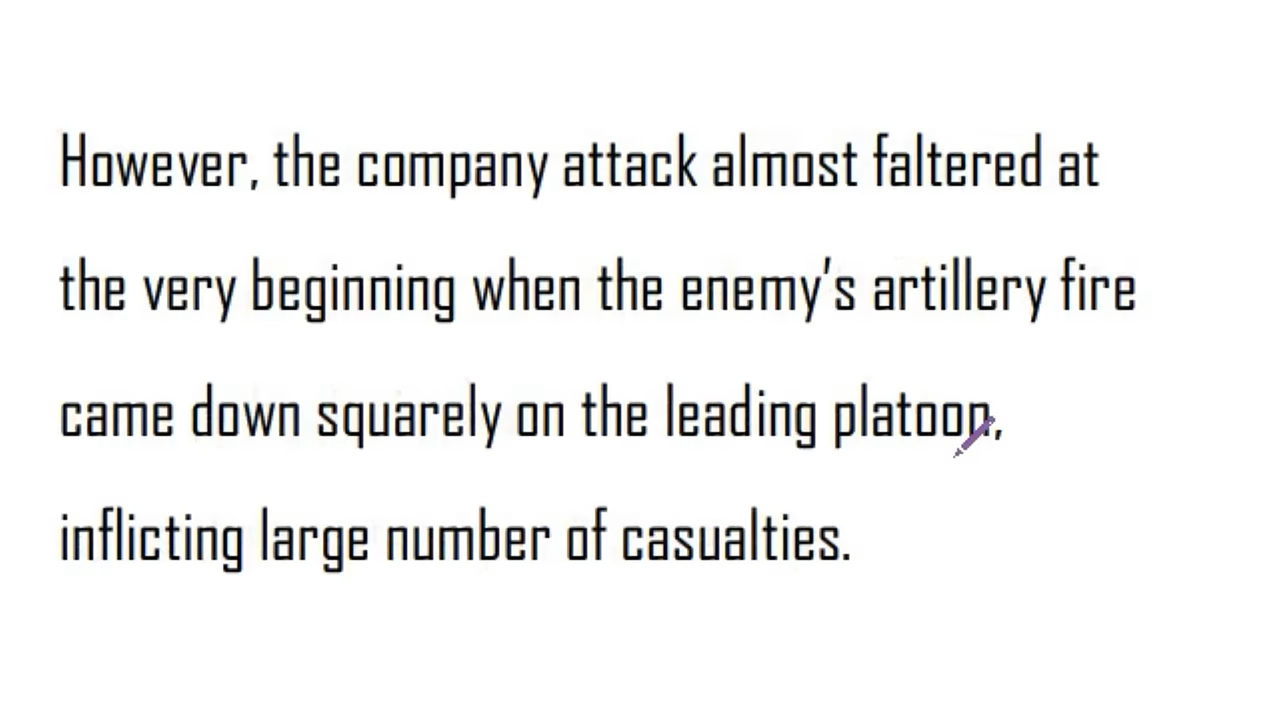 However, the company attack almost faltered at
the very beginning when the enemy's artillery fire
came down squarely on the leading platoon,
inflicting large number of casualties.